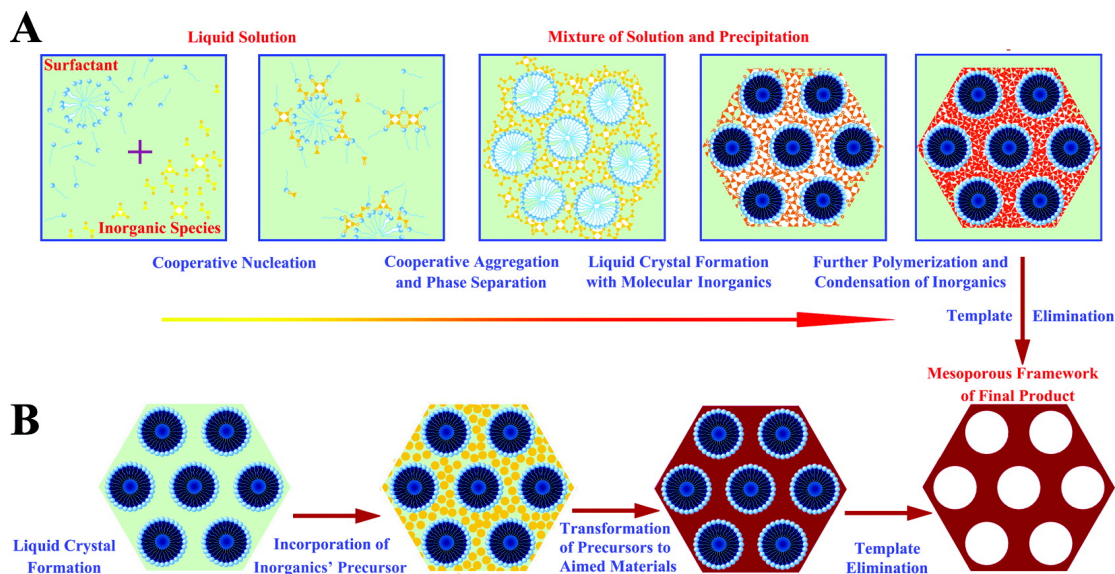 A
Liquid Solution
Mixture of Solution and Precipitation
Surfactant
Inorganic Species
Cooperative Nucleation
Cooperative Aggregation
and Phase Separation
Liquid Crystal Formation
with Molecular Inorganics
Further Polymerization and
Condensation of Inorganics
Template Elimination
Mesoporous Framework
of Final Product
B
Liquid Crystal
Formation
Incorporation of
Inorganics' Precursor
Transformation
of Precursors to
Aimed Materials
Template
Elimination